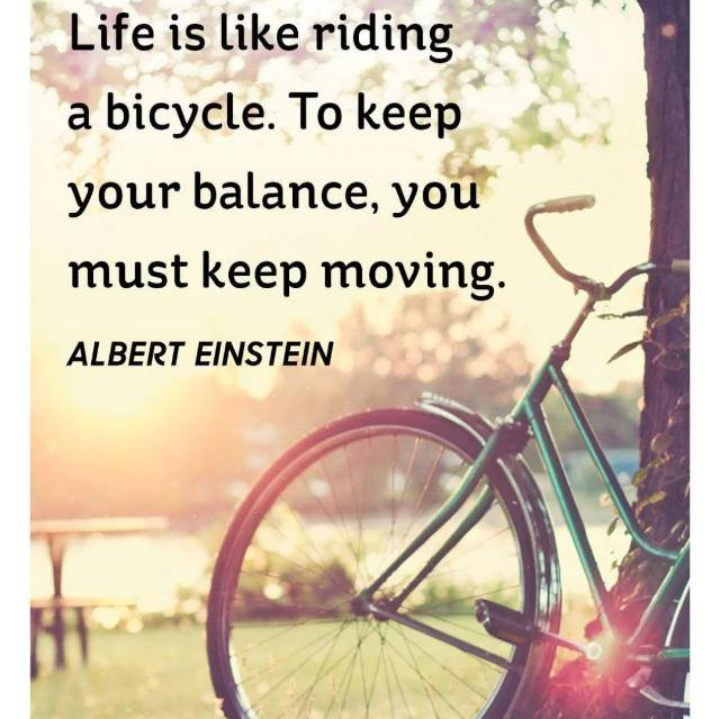 Life is like riding
a bicycle. To keep
your balance, you
must keep moving.
ALBERT EINSTEIN